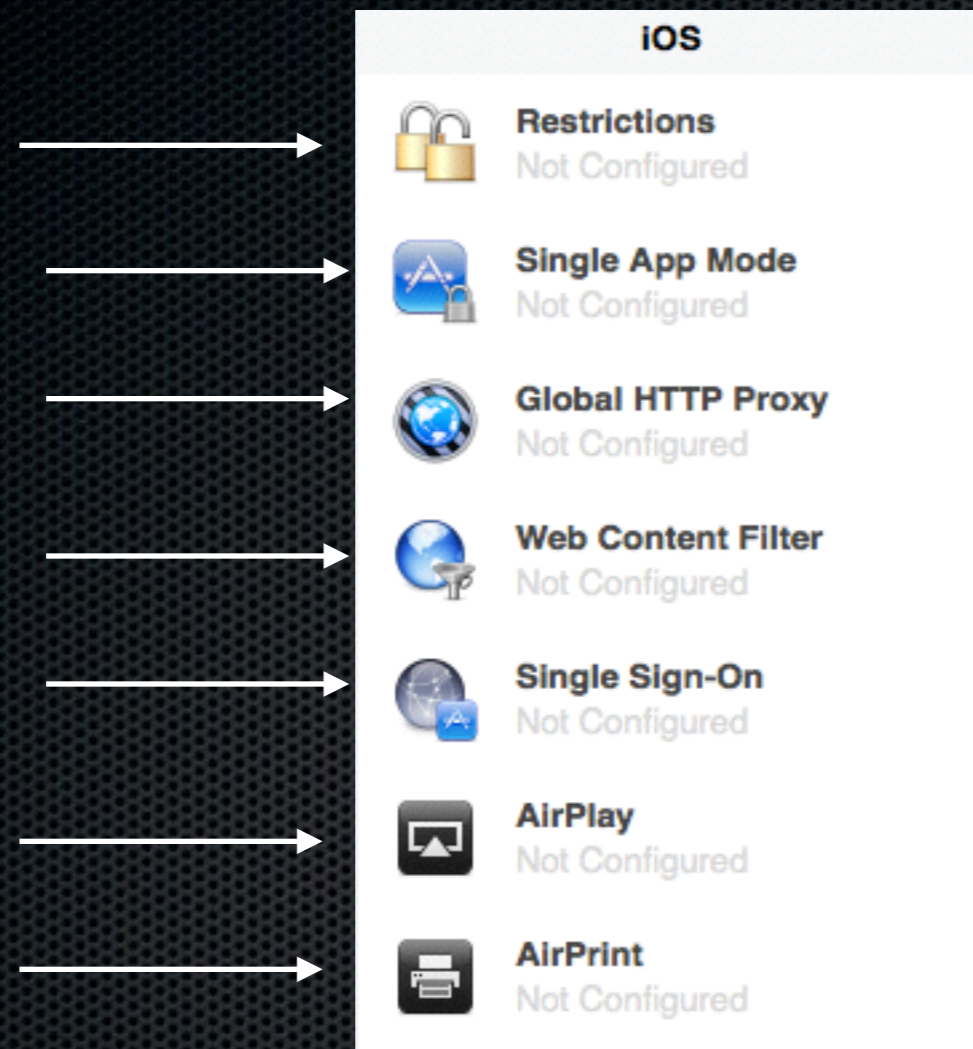 iOS
Restrictions
Not Configured
Single App Mode
Not Configured
Global HTTP Proxy
Not Configured
Web Content Filter
Not Configured
Single Sign-On
Not Configured
AirPlay
Not Configured
AirPrint
Not Configured